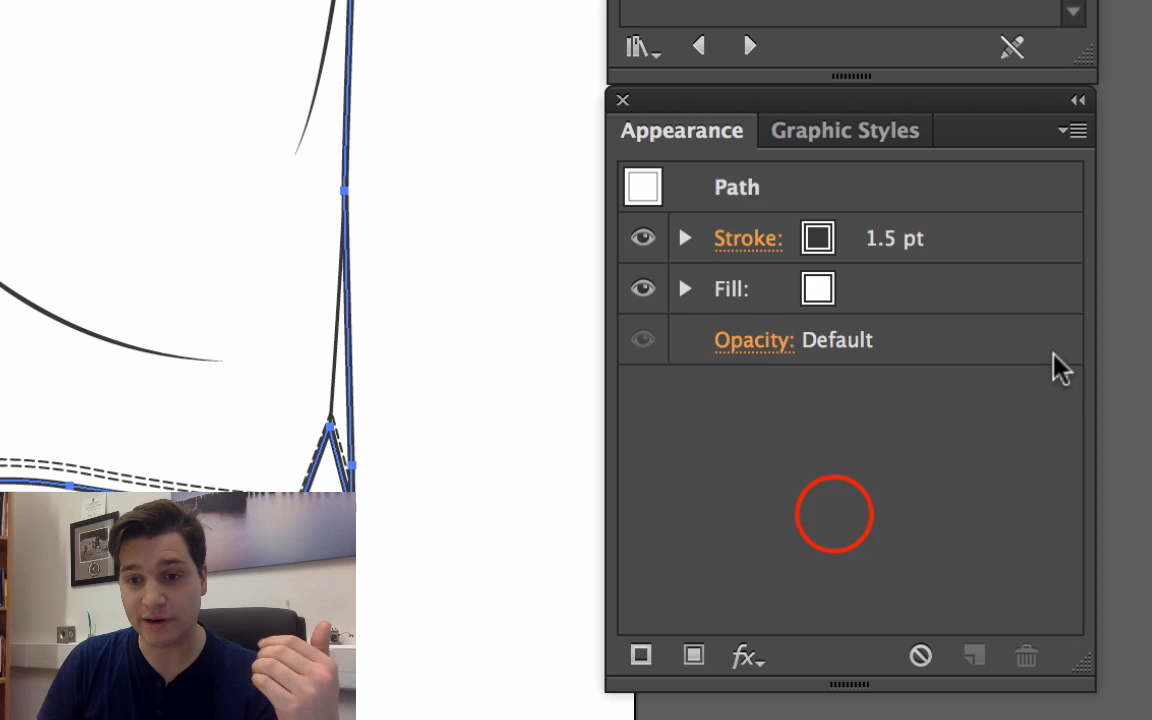 Appearance Graphic Styles
Path
Stroke: 1.5 pt
Fill:
Opacity: Default
fx